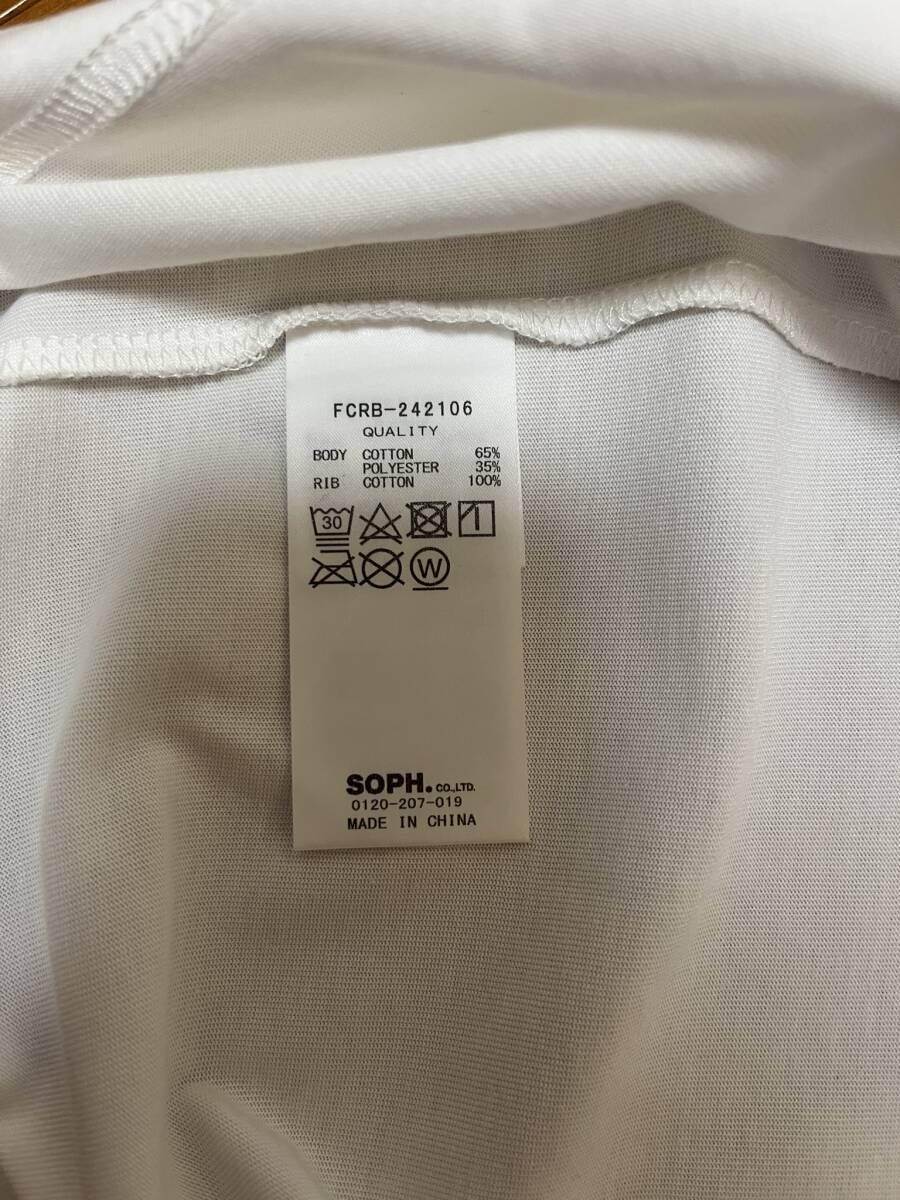 FCRB-242106
QUALITY
BODY COTTON 65%
POLYESTER 35%
RIB COTTON 100%
30
W
SOPH. CO.,LTD.
0120-207-019
MADE IN CHINA